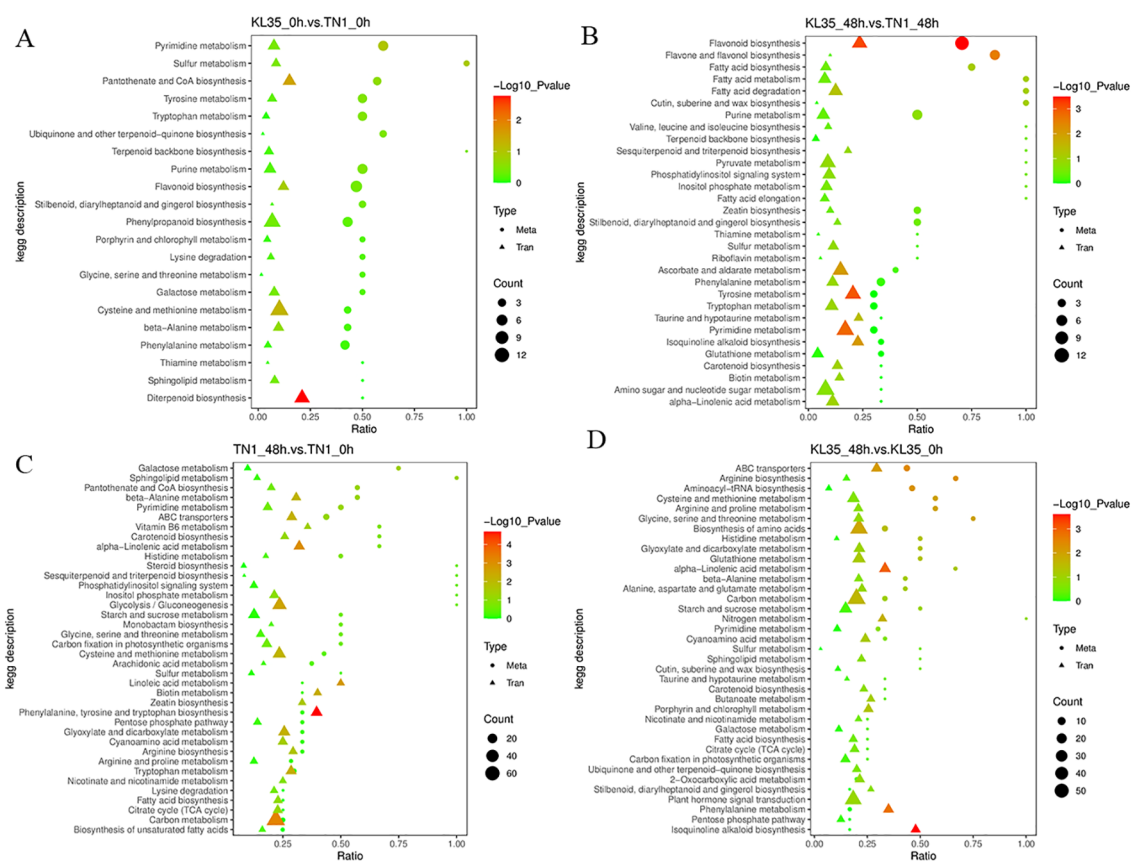 A
KL35_0h.vs.TN1_0h
kegg description
Pyrimidine metabolism
Sulfur metabolism
Pantothenate and CoA biosynthesis
Tyrosine metabolism
Tryptophan metabolism
Ubiquinone and other terpenoid−quinone biosynthesis
Terpenoid backbone biosynthesis
Purine metabolism
Flavonoid biosynthesis
Stilbenoid, diarylheptanoid and gingerol biosynthesis
Phenylpropanoid biosynthesis
Porphyrin and chlorophyll metabolism
Lysine degradation
Glycine, serine and threonine metabolism
Galactose metabolism
Cysteine and methionine metabolism
beta−Alanine metabolism
Phenylalanine metabolism
Thiamine metabolism
Sphingolipid metabolism
Diterpenoid biosynthesis
0.00 0.25 0.50 0.75 1.00
Ratio
−Log10_Pvalue
2
1
0
Type
Meta
Tran
Count
3
6
9
12
B
KL35_48h.vs.TN1_48h
kegg description
Flavonoid biosynthesis
Flavone and flavonol biosynthesis
Fatty acid biosynthesis
Fatty acid metabolism
Fatty acid degradation
Cutin, suberine and wax biosynthesis
Purine metabolism
Valine, leucine and isoleucine biosynthesis
Terpenoid backbone biosynthesis
Sesquiterpenoid and triterpenoid biosynthesis
Pyruvate metabolism
Phosphatidylinositol signaling system
Inositol phosphate metabolism
Fatty acid elongation
Zeatin biosynthesis
Stilbenoid, diarylheptanoid and gingerol biosynthesis
Thiamine metabolism
Sulfur metabolism
Riboflavin metabolism
Ascorbate and aldarate metabolism
Phenylalanine metabolism
Tyrosine metabolism
Tryptophan metabolism
Taurine and hypotaurine metabolism
Pyrimidine metabolism
Isoquinoline alkaloid biosynthesis
Glutathione metabolism
Carotenoid biosynthesis
Biotin metabolism
Amino sugar and nucleotide sugar metabolism
alpha−Linolenic acid metabolism
0.00 0.25 0.50 0.75 1.00
Ratio
−Log10_Pvalue
3
2
1
0
Type
Meta
Tran
Count
3
6
9
12
C
TN1_48h.vs.TN1_0h
kegg description
Galactose metabolism
Sphingolipid metabolism
Pantothenate and CoA biosynthesis
beta−Alanine metabolism
Pyrimidine metabolism
ABC transporters
Vitamin B6 metabolism
Carotenoid biosynthesis
alpha−Linolenic acid metabolism
Histidine metabolism
Steroid biosynthesis
Sesquiterpenoid and triterpenoid biosynthesis
Phosphatidylinositol signaling system
Inositol phosphate metabolism
Glycolysis / Gluconeogenesis
Starch and sucrose metabolism
Monobactam biosynthesis
Glycine, serine and threonine metabolism
Carbon fixation in photosynthetic organisms
Cysteine and methionine metabolism
Arachidonic acid metabolism
Sulfur metabolism
Linoleic acid metabolism
Biotin metabolism
Zeatin biosynthesis
Phenylalanine, tyrosine and tryptophan biosynthesis
Pentose phosphate pathway
Glyoxylate and dicarboxylate metabolism
Cyanoamino acid metabolism
Arginine biosynthesis
Arginine and proline metabolism
Tryptophan metabolism
Nicotinate and nicotinamide metabolism
Lysine degradation
Fatty acid biosynthesis
Citrate cycle (TCA cycle)
Carbon metabolism
Biosynthesis of unsaturated fatty acids
0.25 0.50 0.75 1.00
Ratio
−Log10_Pvalue
4
3
2
1
0
Type
Meta
Tran
Count
20
40
60
D
KL35_48h.vs.KL35_0h
kegg description
ABC transporters
Arginine biosynthesis
Aminoacyl−tRNA biosynthesis
Cysteine and methionine metabolism
Arginine and proline metabolism
Glycine, serine and threonine metabolism
Biosynthesis of amino acids
Histidine metabolism
Glyoxylate and dicarboxylate metabolism
Glutathione metabolism
alpha−Linolenic acid metabolism
beta−Alanine metabolism
Alanine, aspartate and glutamate metabolism
Carbon metabolism
Starch and sucrose metabolism
Nitrogen metabolism
Pyrimidine metabolism
Cyanoamino acid metabolism
Sulfur metabolism
Sphingolipid metabolism
Cutin, suberine and wax biosynthesis
Taurine and hypotaurine metabolism
Carotenoid biosynthesis
Butanoate metabolism
Porphyrin and chlorophyll metabolism
Nicotinate and nicotinamide metabolism
Galactose metabolism
Fatty acid biosynthesis
Citrate cycle (TCA cycle)
Carbon fixation in photosynthetic organisms
Ubiquinone and other terpenoid−quinone biosynthesis
2−Oxocarboxylic acid metabolism
Stilbenoid, diarylheptanoid and gingerol biosynthesis
Plant hormone signal transduction
Phenylalanine metabolism
Pentose phosphate pathway
Isoquinoline alkaloid biosynthesis
0.00 0.25 0.50 0.75 1.00
Ratio
−Log10_Pvalue
3
2
1
0
Type
Meta
Tran
Count
10
20
30
40
50